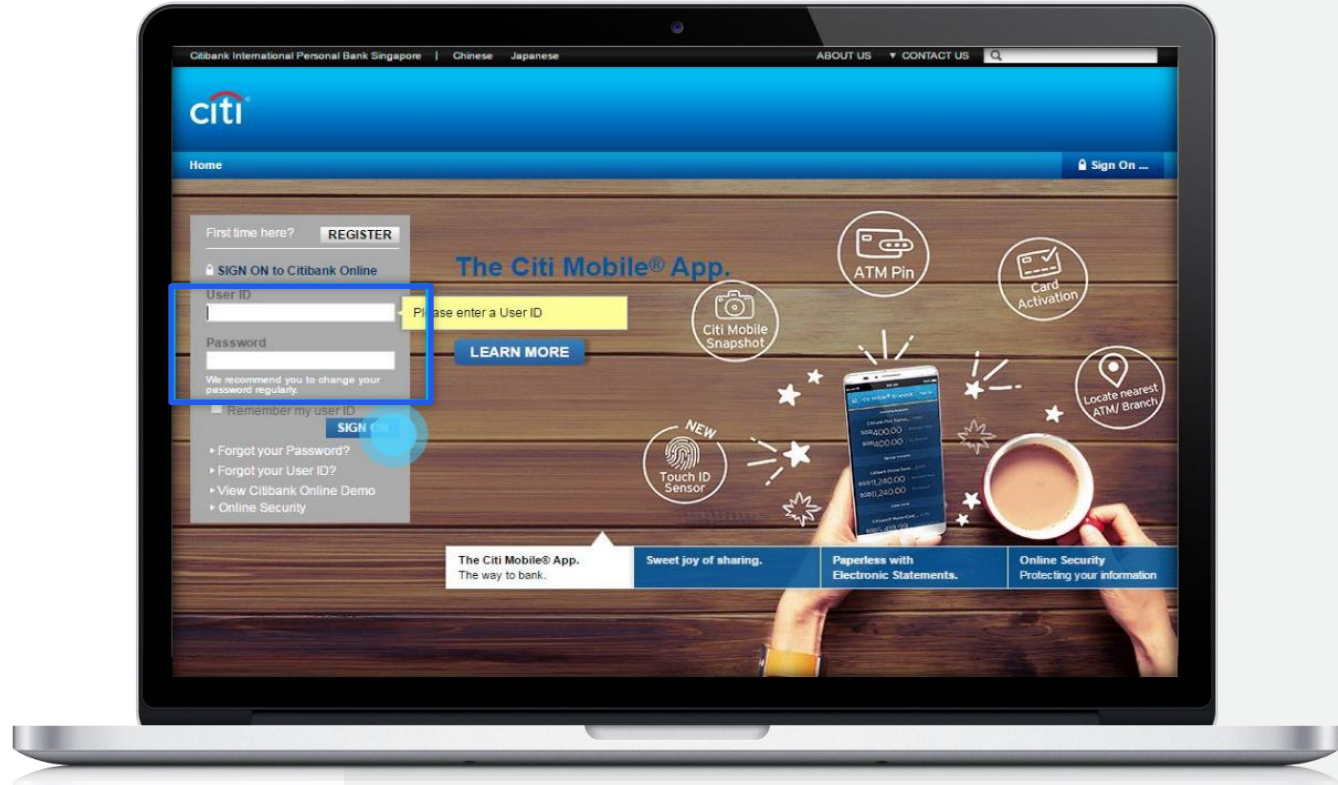 Citibank International Personal Bank Singapore | Chinese Japanese
ABOUT US ▼ CONTACT US
citi®
Home
Sign On ...
First time here? REGISTER
SIGN ON to Citibank Online
User ID
Please enter a User ID
Password
We recommend you to change your
password regularly.
Remember my user ID
SIGN ON
Forgot your Password?
Forgot your User ID?
View Citibank Online Demo
Online Security
The Citi Mobile® App.
LEARN MORE
ATM Pin
Card
Activation
Citi Mobile
Snapshot
Locate nearest
ATM/ Branch
NEW
Touch ID
Sensor
The Citi Mobile® App.
The way to bank.
Sweet joy of sharing.
Paperless with
Electronic Statements.
Online Security
Protecting your information